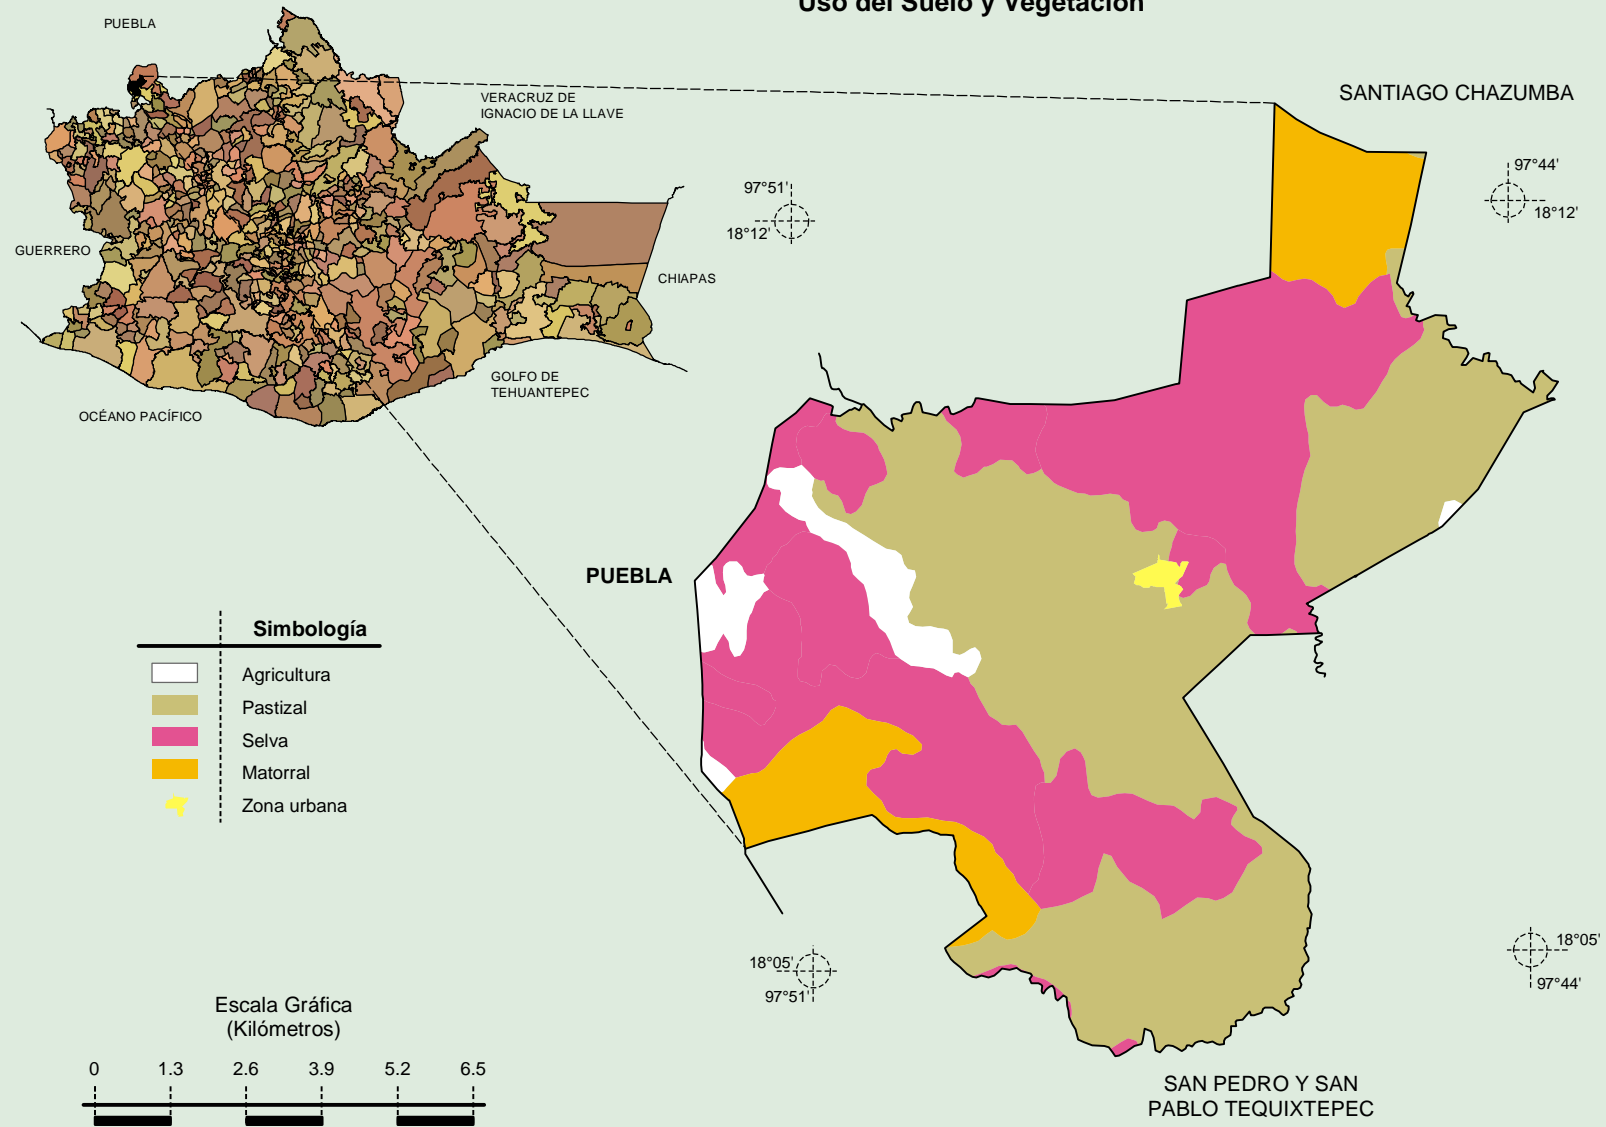 Uso del Suelo y Vegetación
PUEBLA
VERACRUZ DE
IGNACIO DE LA LLAVE
SANTIAGO CHAZUMBA
97°51'
18°12'
97°44'
18°12'
GUERRERO
CHIAPAS
GOLFO DE
TEHUANTEPEC
OCÉANO PACÍFICO
PUEBLA
Simbología
Agricultura
Pastizal
Selva
Matorral
Zona urbana
18°05'
97°51'
18°05'
97°44'
Escala Gráfica
(Kilómetros)
0 1.3 2.6 3.9 5.2 6.5
SAN PEDRO Y SAN
PABLO TEQUIXTEPEC